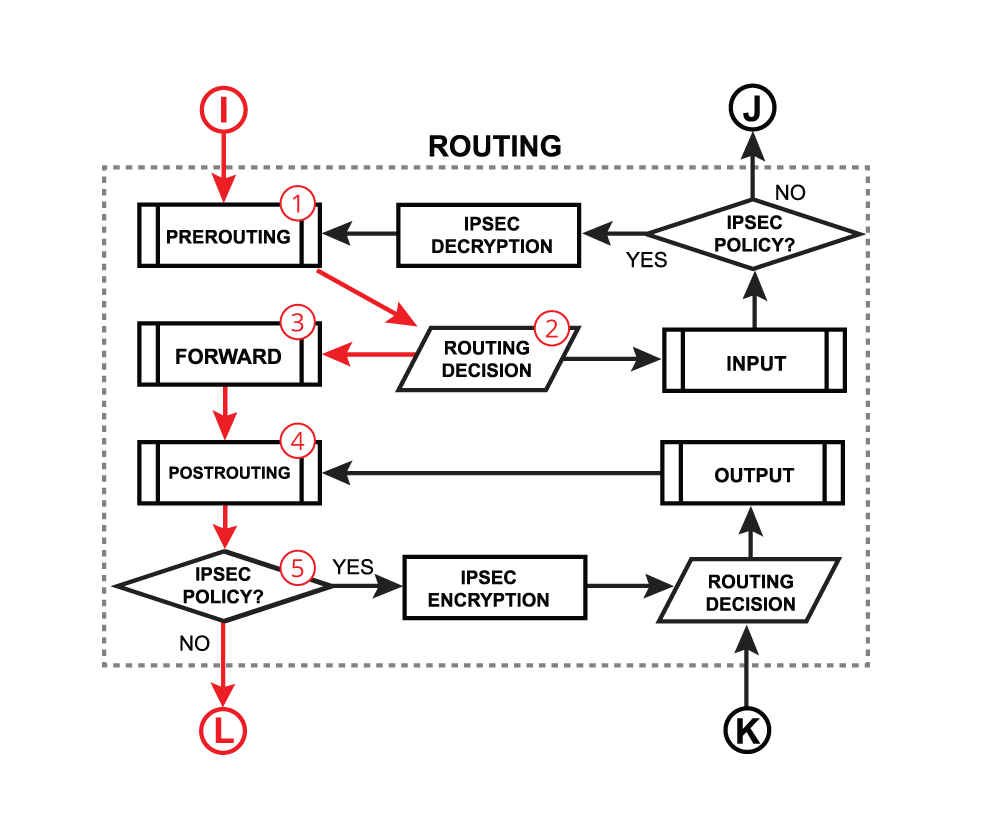 I
J
ROUTING
1
PREROUTING
IPSEC
DECRYPTION
YES
NO
IPSEC
POLICY?
3
FORWARD
2
ROUTING
DECISION
INPUT
4
POSTROUTING
OUTPUT
5
IPSEC
POLICY?
YES
NO
IPSEC
ENCRYPTION
ROUTING
DECISION
L
K